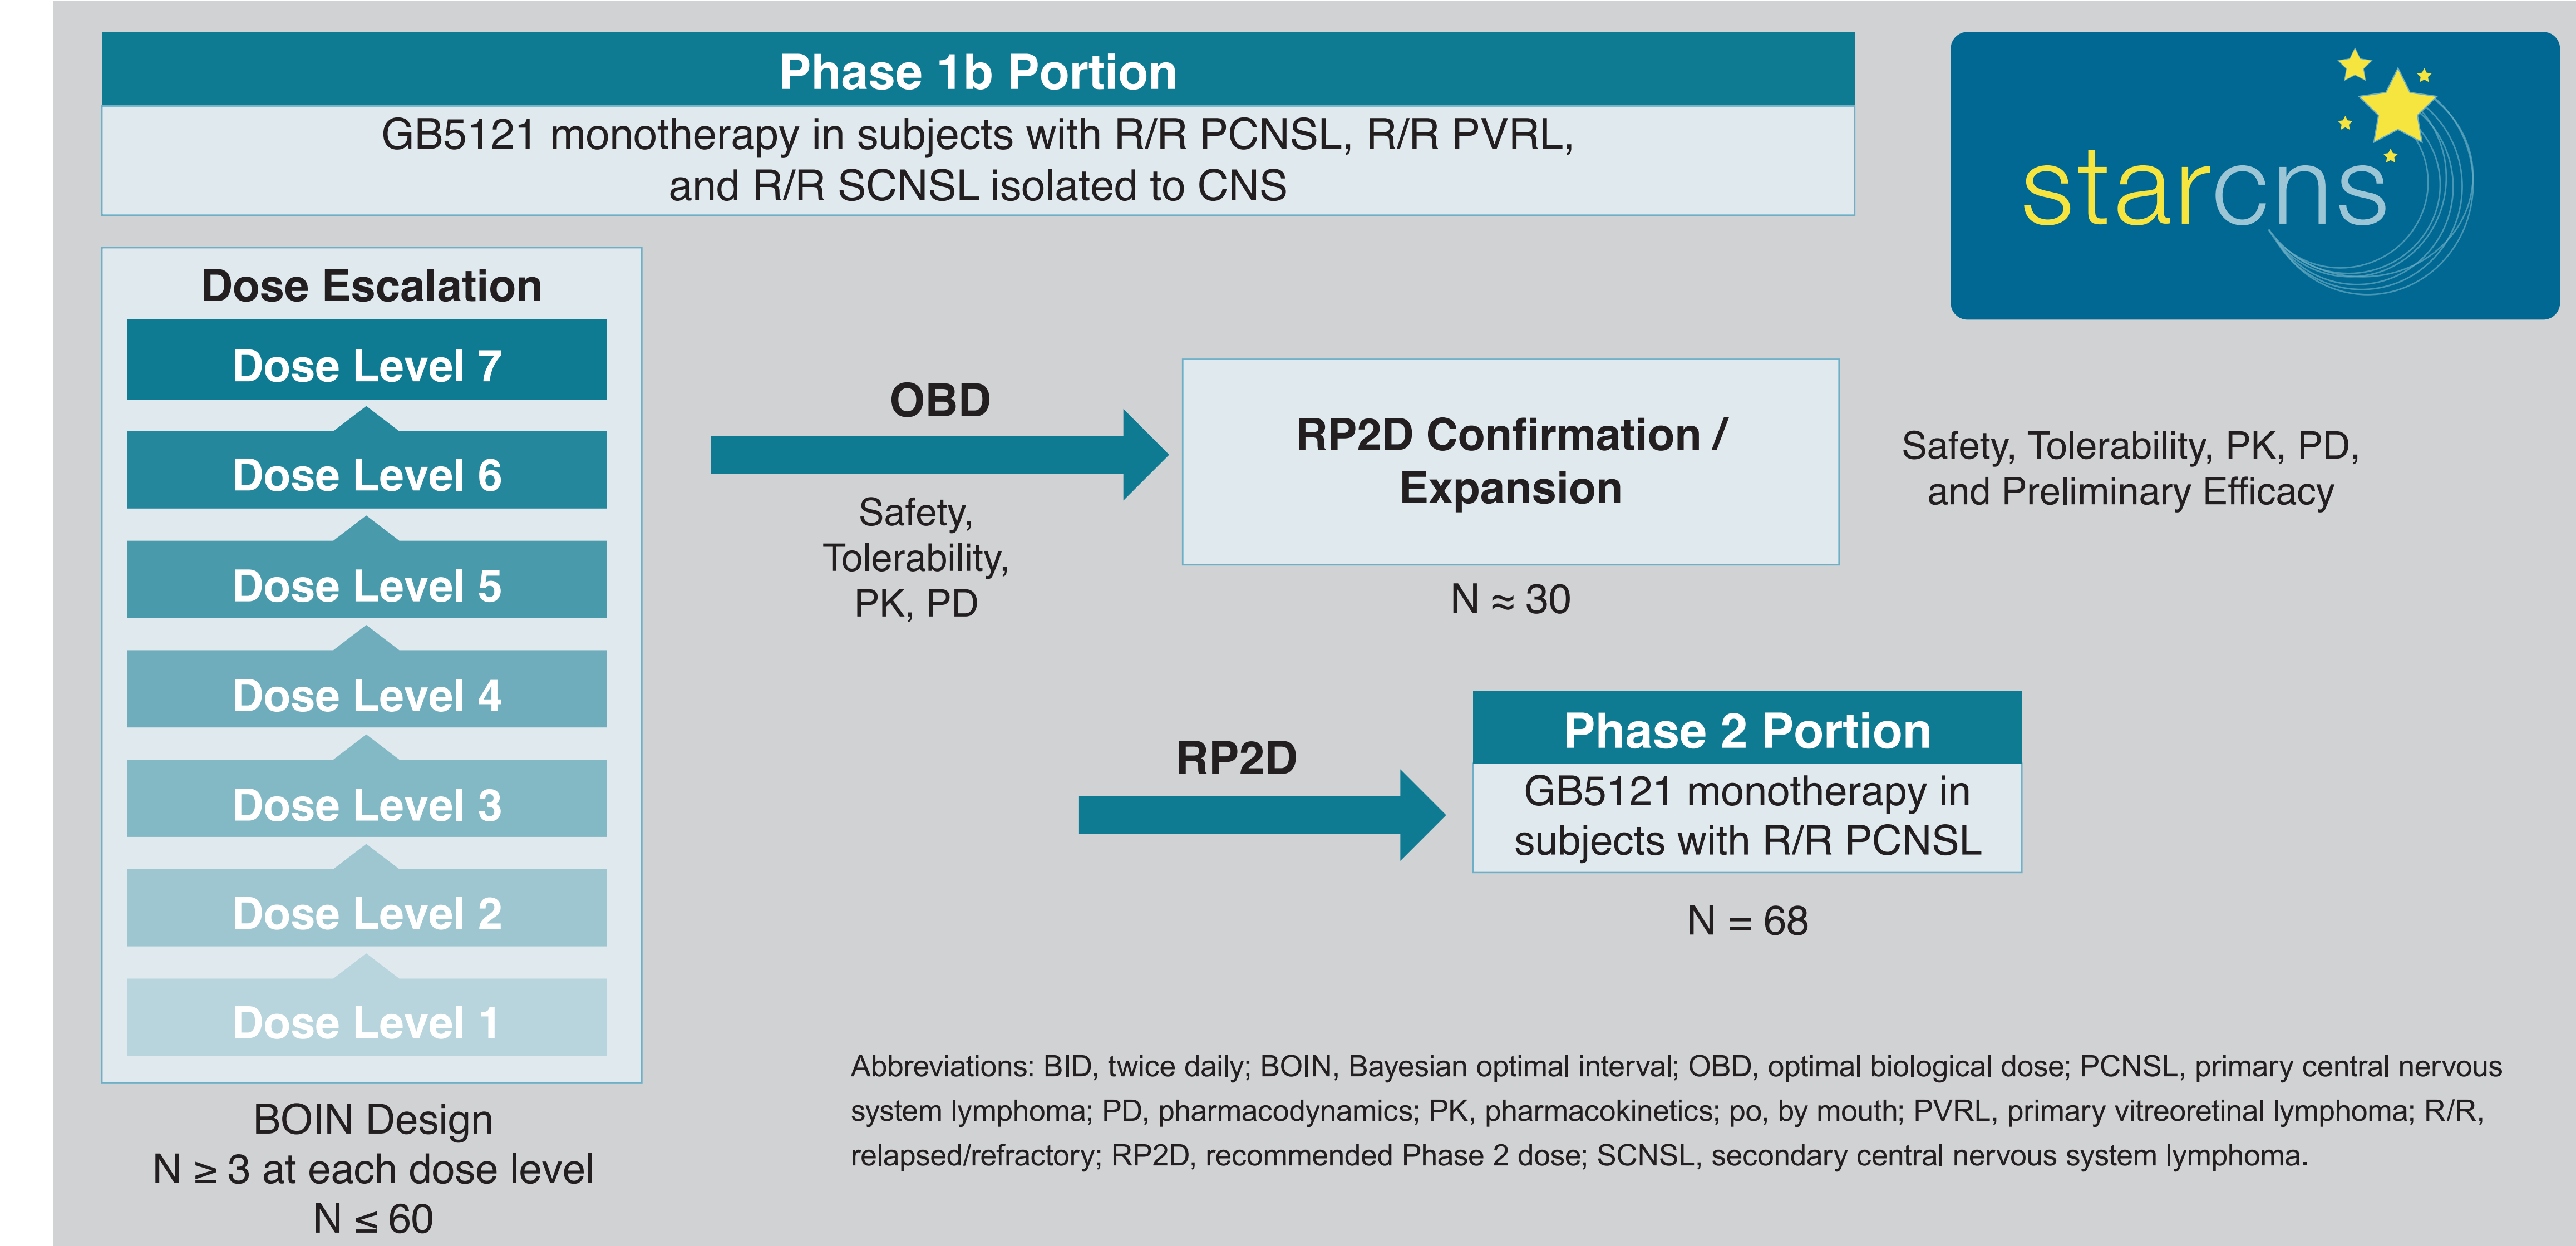 Phase 1b Portion
GB5121 monotherapy in subjects with R/R PCNSL, R/R PVRL,
and R/R SCNSL isolated to CNS
starcns
Dose Escalation
Dose Level 7
Dose Level 6
Dose Level 5
Dose Level 4
Dose Level 3
Dose Level 2
Dose Level 1
BOIN Design
N ≥ 3 at each dose level
N ≤ 60
OBD
Safety,
Tolerability,
PK, PD
RP2D Confirmation /
Expansion
N ≈ 30
Safety, Tolerability, PK, PD,
and Preliminary Efficacy
RP2D
Phase 2 Portion
GB5121 monotherapy in
subjects with R/R PCNSL
N = 68
Abbreviations: BID, twice daily; BOIN, Bayesian optimal interval; OBD, optimal biological dose; PCNSL, primary central nervous
system lymphoma; PD, pharmacodynamics; PK, pharmacokinetics; po, by mouth; PVRL, primary vitreoretinal lymphoma; R/R,
relapsed/refractory; RP2D, recommended Phase 2 dose; SCNSL, secondary central nervous system lymphoma.